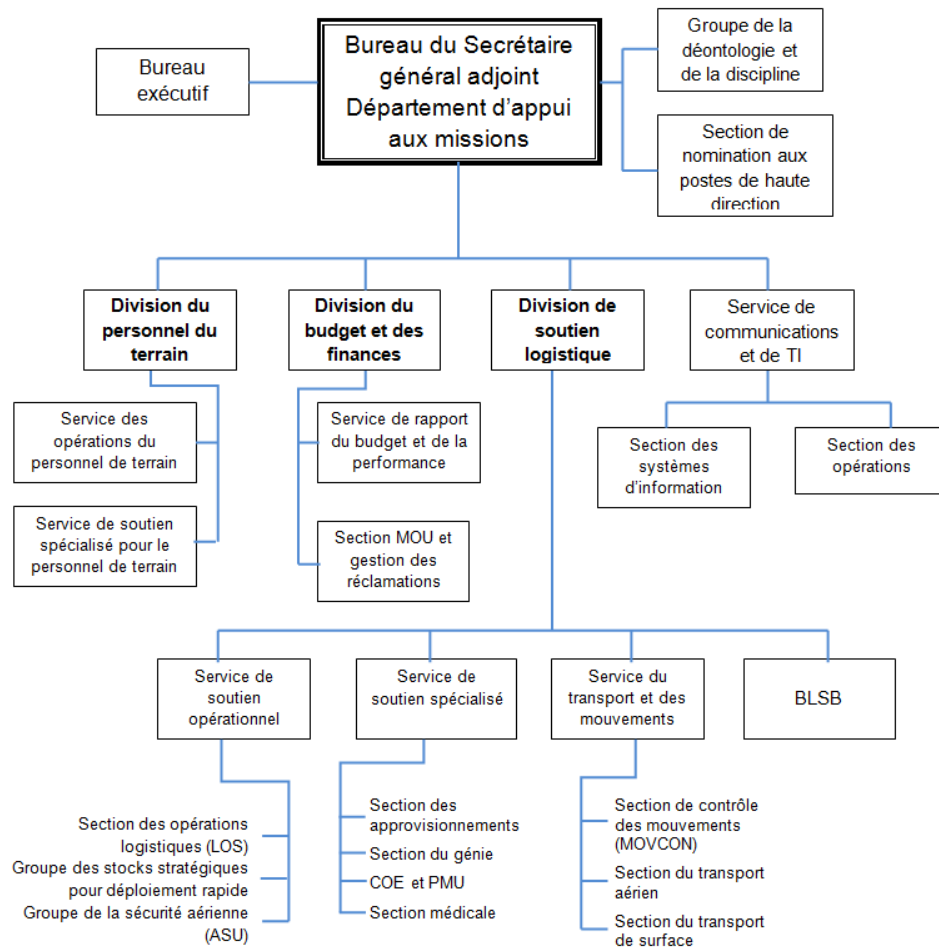 Bureau
exécutif
Bureau du Secrétaire
général adjoint
Département d'appui
aux missions
Groupe de la
déontologie et
de la discipline
Section de
nomination aux
postes de haute
direction
Division du
personnel du
terrain
Division du
budget et des
finances
Division de
soutien
logistique
Service de
communications
et de TI
Service des
opérations du
personnel de terrain
Service de soutien
spécialisé pour le
personnel de terrain
Service de rapport
du budget et de la
performance
Section MOU et
gestion des
réclamations
Section des
systèmes
d'information
Section des
opérations
Service de
soutien
opérationnel
Service de
soutien spécialisé
Service du
transport et des
mouvements
BLSB
Section des opérations
logistiques (LOS)
Groupe des stocks stratégiques
pour déploiement rapide
Groupe de la sécurité aérienne
(ASU)
Section des
approvisionnements
Section du génie
COE et PMU
Section médicale
Section de contrôle
des mouvements
(MOVCON)
Section du transport
aérien
Section du transport
de surface